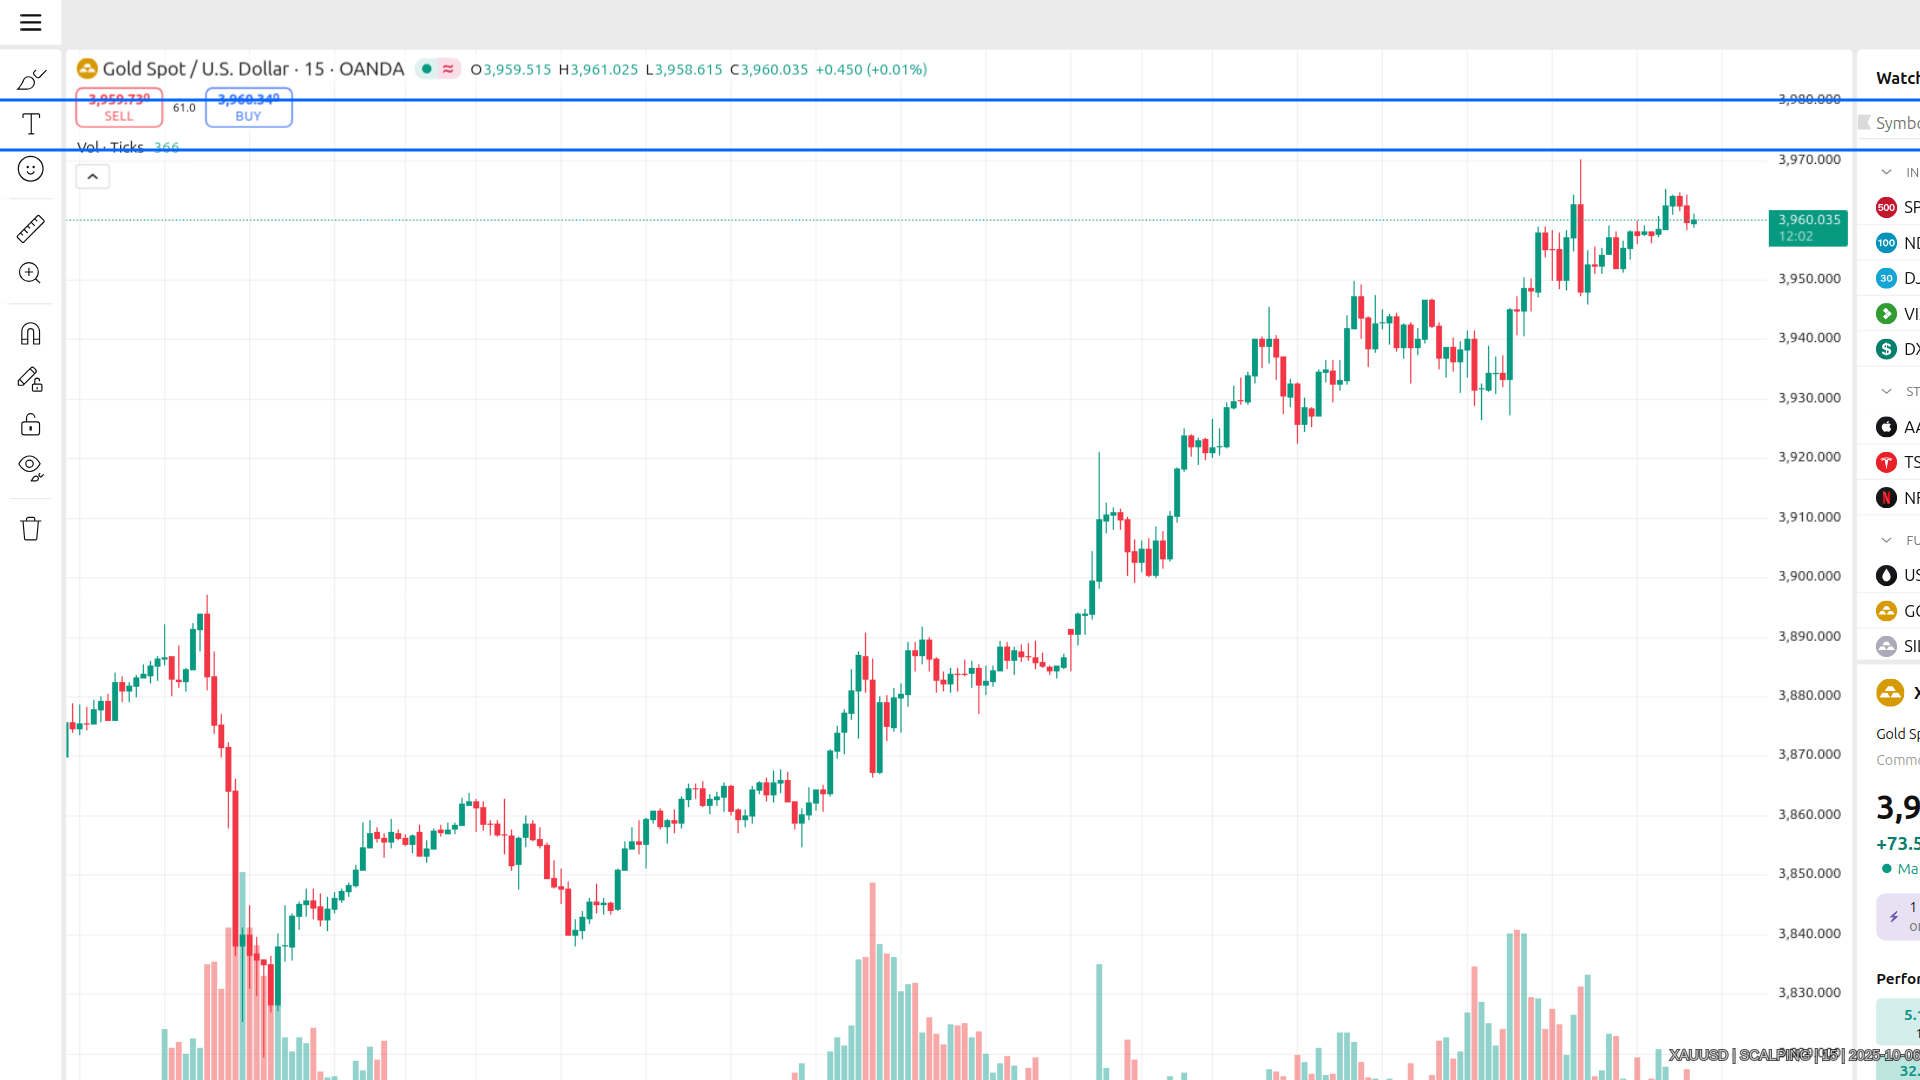 Gold Spot / U.S. Dollar · 15 · OANDA
O3,959.515 H3,961.025 L3,958.615 C3,960.035 +0.450 (+0.01%)
3,959.730
SELL
61.0
3,960.340
BUY
Vol · Ticks 366
3,980.000
3,970.000
3,960.035
12:02
3,950.000
3,940.000
3,930.000
3,920.000
3,910.000
3,900.000
3,890.000
3,880.000
3,870.000
3,860.000
3,850.000
3,840.000
3,830.000
Watch
Symbo
IN
500 SP
100 ND
30 DJ
VI
DX
ST
AA
TS
NF
FU
US
GO
SIL
X
Gold Sp
Commo
3,9
+73.5
Ma
1
Perfor
5.1
32.
XAUUSD | SCALPING | 15 | 2025-10-06